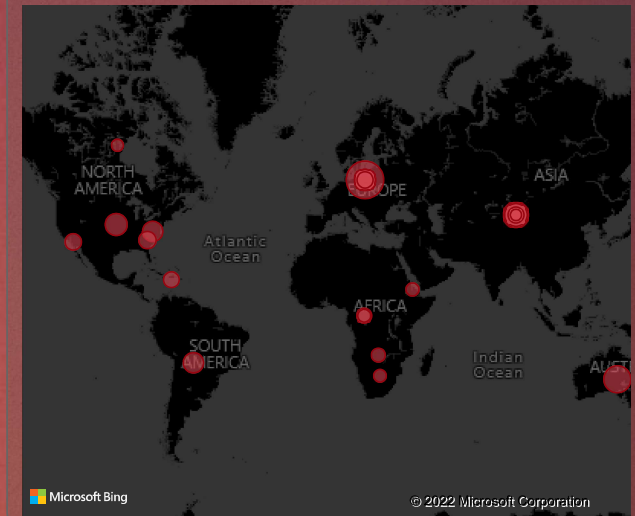 NORTH
AMERICA
EUROPE
ASIA
Atlantic
Ocean
AFRICA
SOUTH
AMERICA
Indian
Ocean
AUST
Microsoft Bing
© 2022 Microsoft Corporation